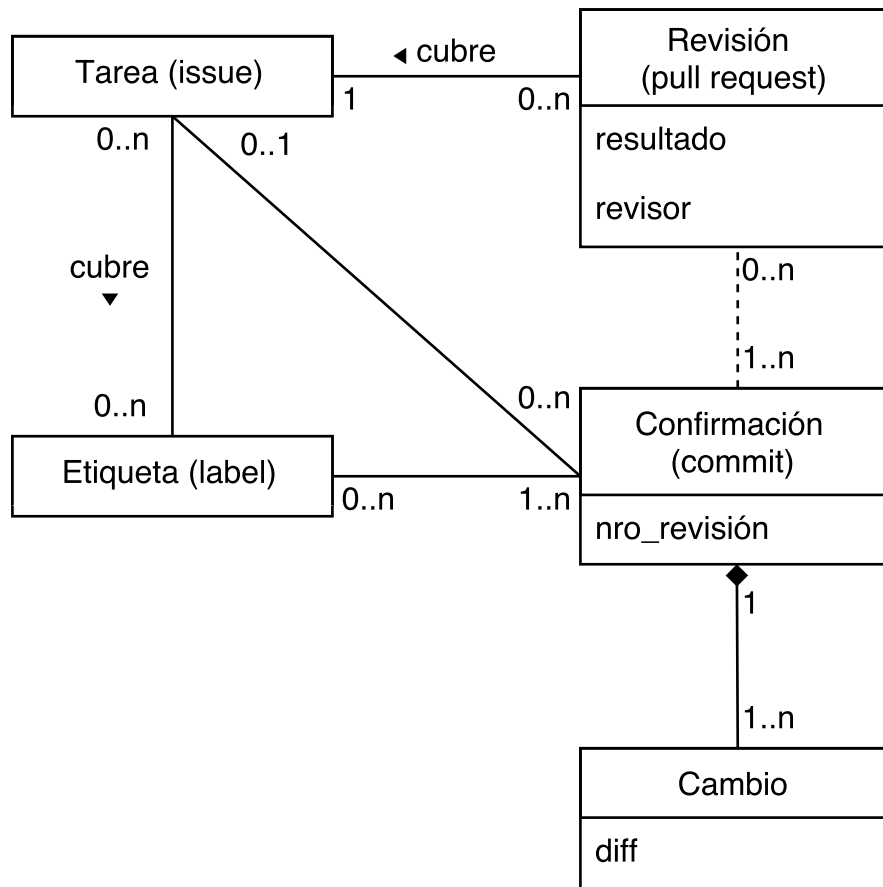 Revisión
(pull request)
Tarea (issue)
cubre
1
0..n
resultado
revisor
0..n
0..1
cubre
0..n
1..n
0..n
0..n
Confirmación
(commit)
Etiqueta (label)
0..n
1..n
nro_revisión
1
1..n
Cambio
diff